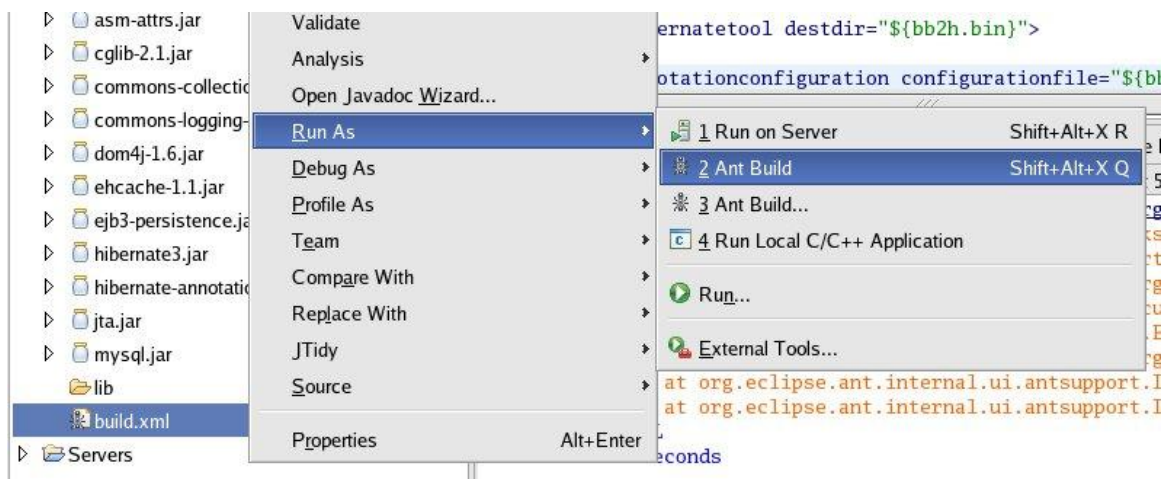 asm-attrs.jar
cglib-2.1.jar
commons-collectio
commons-logging-
dom4j-1.6.jar
ehcache-1.1.jar
ejb3-persistence.ja
hibernate3.jar
hibernate-annotatio
jta.jar
mysql.jar
lib
build.xml
Servers
Validate
Analysis
Open Javadoc Wizard...
Run As
Debug As
Profile As
Team
Compare With
Replace With
JTidy
Source
Properties Alt+Enter
ernatetool destdir="${bb2h.bin}">
otationconfiguration configurationfile="${bb
1 Run on Server Shift+Alt+X R
2 Ant Build Shift+Alt+X Q
3 Ant Build...
4 Run Local C/C++ Application
Run...
External Tools...
at org.eclipse.ant.internal.ui.antsupport.I
at org.eclipse.ant.internal.ui.antsupport.I
econds